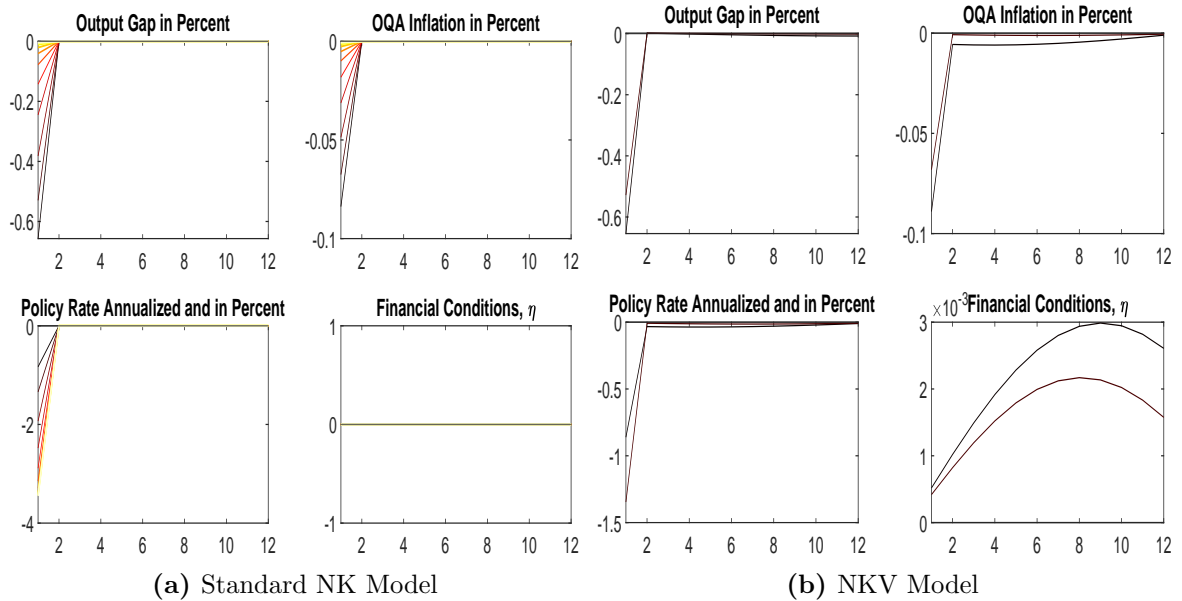 Output Gap in Percent
0
-0.2
-0.4
-0.6
2 4 6 8 10 12
OQA Inflation in Percent
0
-0.05
-0.1
2 4 6 8 10 12
Policy Rate Annualized and in Percent
0
-2
-4
2 4 6 8 10 12
Financial Conditions, η
1
0
-1
2 4 6 8 10 12
(a) Standard NK Model
Output Gap in Percent
0
-0.2
-0.4
-0.6
2 4 6 8 10 12
OQA Inflation in Percent
0
-0.05
-0.1
2 4 6 8 10 12
Policy Rate Annualized and in Percent
0
-0.5
-1
-1.5
2 4 6 8 10 12
×10⁻³ Financial Conditions, η
3
2
1
0
2 4 6 8 10 12
(b) NKV Model